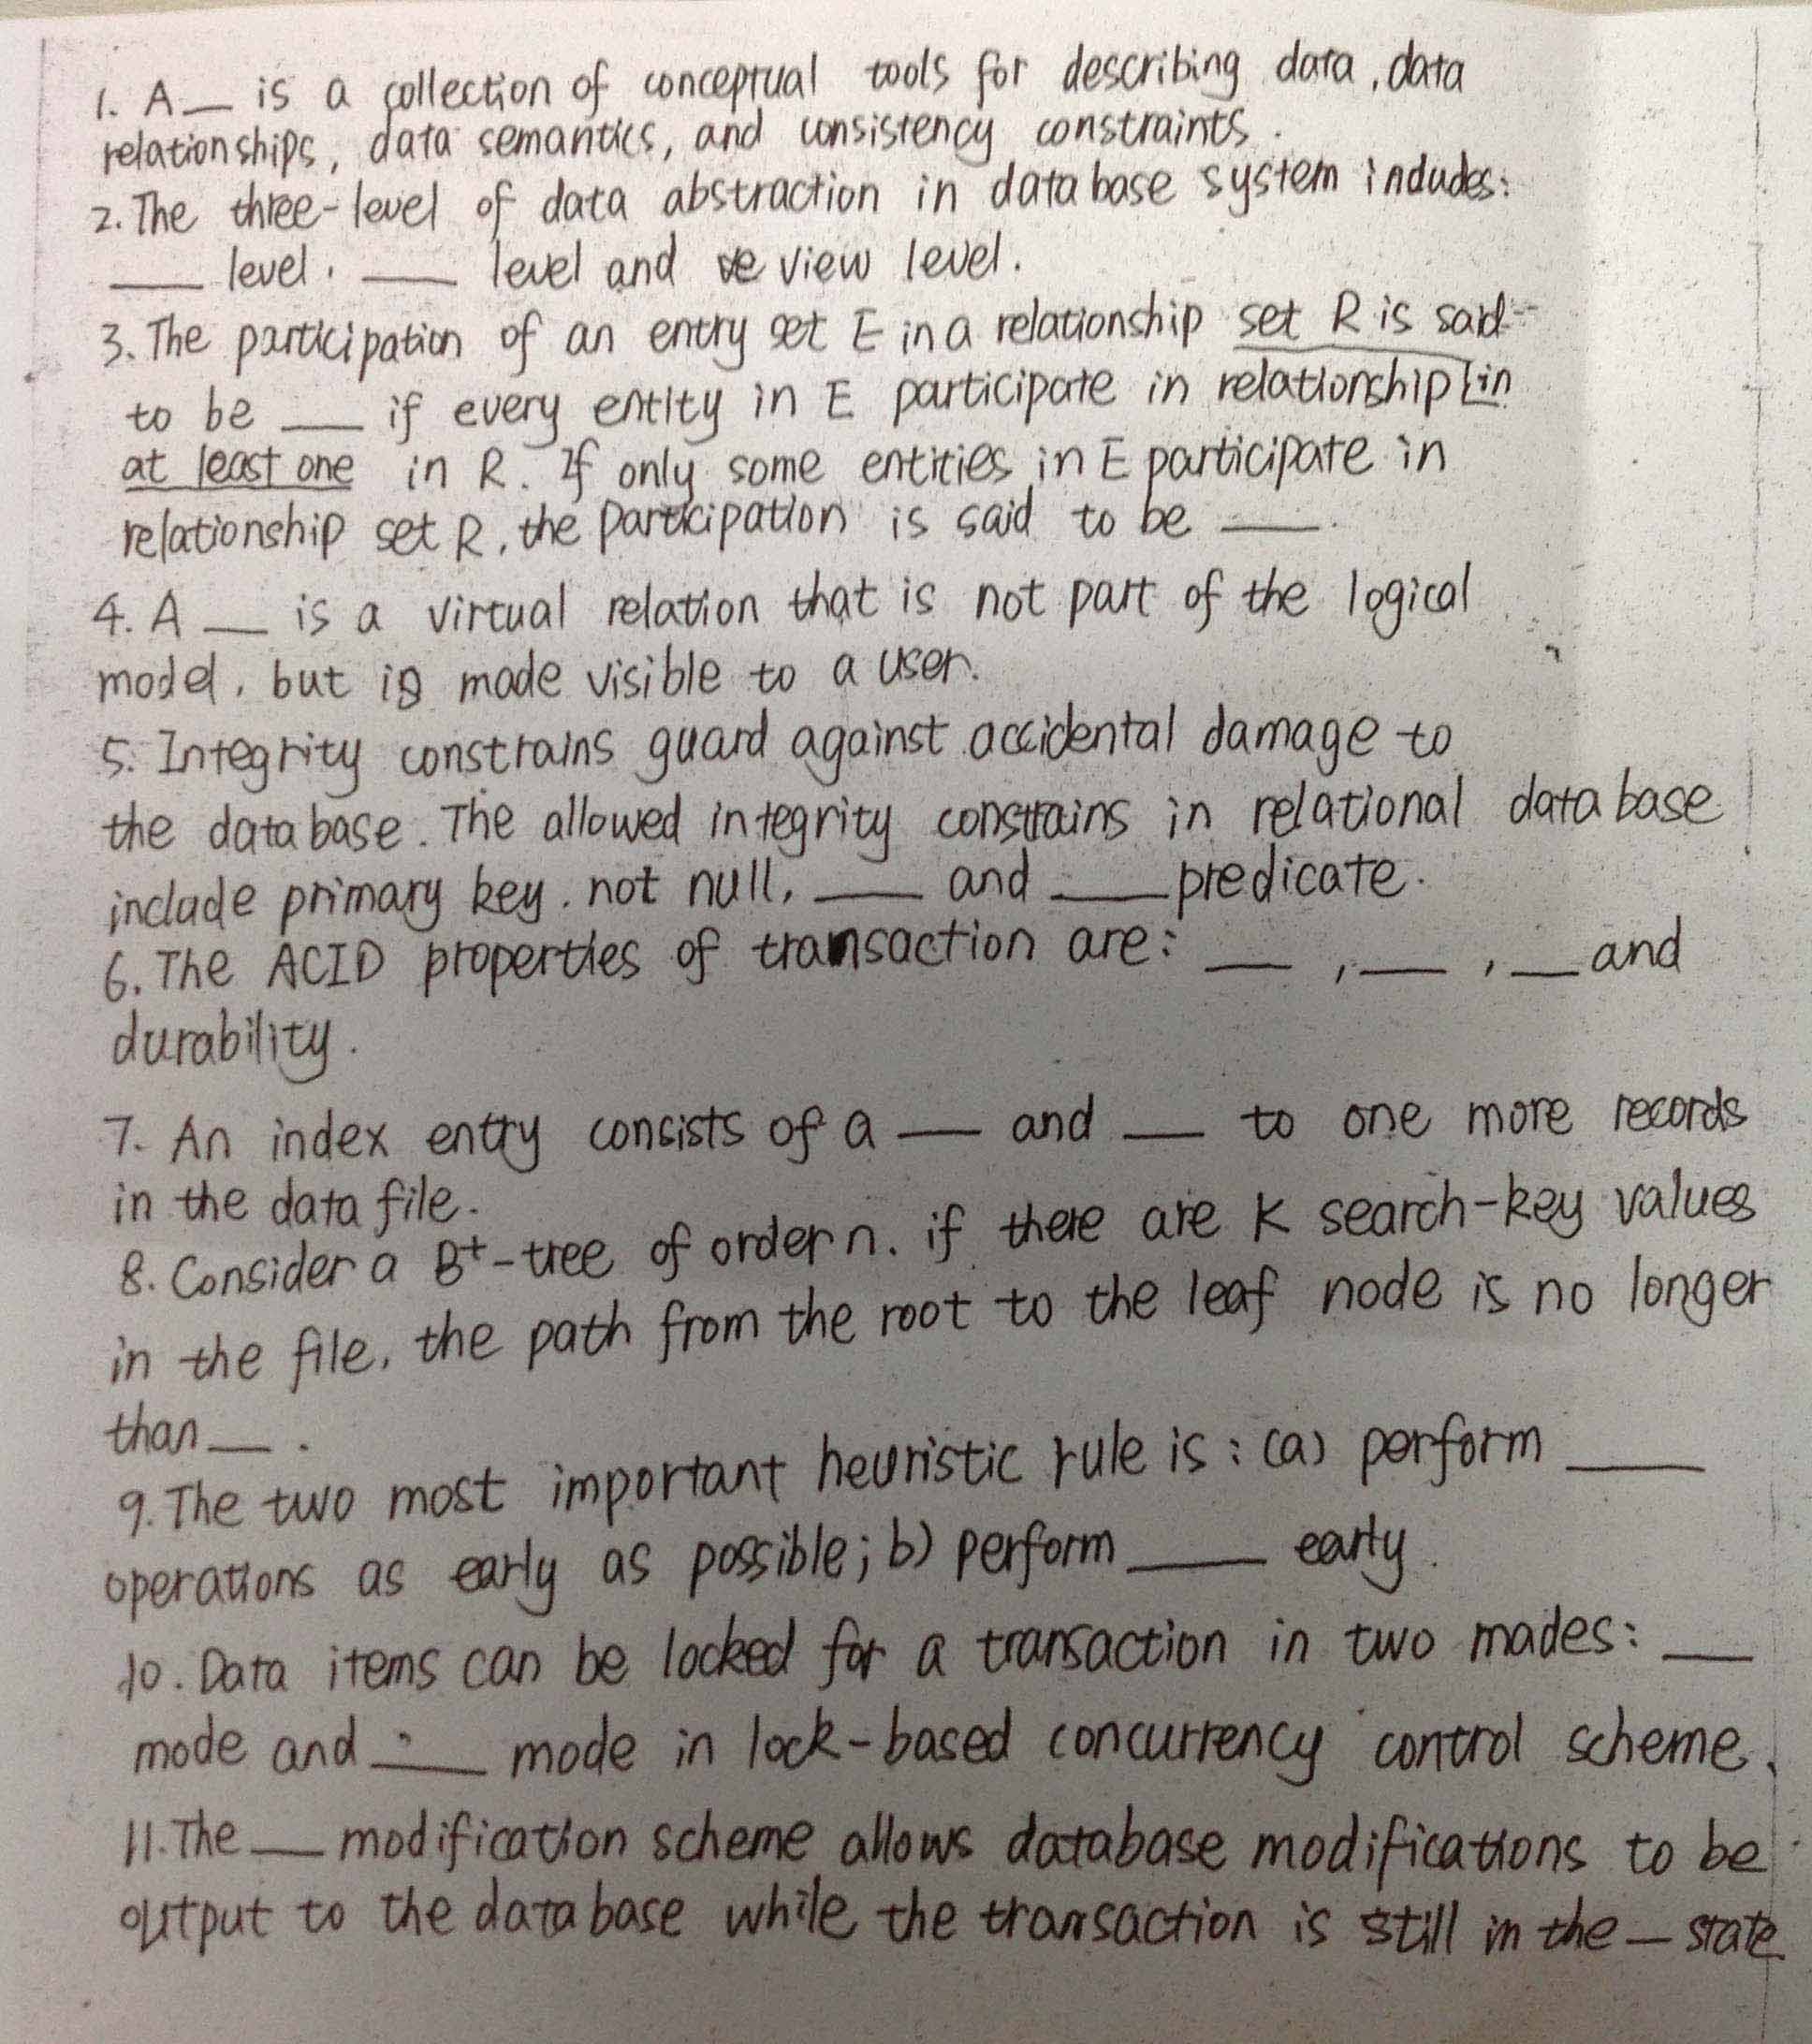 1. A__ is a collection of conceptual tools for describing data, data
relationships, data semantics, and consistency constraints.
2. The three-level of data abstraction in database system includes:
___ level, ___ level and ve view level.
3. The participation of an entry set E in a relationship set R is said
to be ___ if every entity in E participate in relationship [in
at least one in R. If only some entities in E participate in
relationship set R, the participation is said to be ___.
4. A __ is a virtual relation that is not part of the logical
model, but is made visible to a user.
5. Integrity constrains guard against accidental damage to
the database. The allowed integrity constrains in relational database
include primary key, not null, ___ and ___ predicate.
6. The ACID properties of transaction are: __ , __ , __ and
durability.
7. An index entry consists of a __ and __ to one more records
in the data file.
8. Consider a B+-tree of order n, if there are K search-key values
in the file, the path from the root to the leaf node is no longer
than __ .
9. The two most important heuristic rule is : (a) perform ___
operations as early as possible; b) perform ___ early.
10. Data items can be locked for a transaction in two mades: __
mode and ___ mode in lock-based concurrency control scheme.
11. The __ modification scheme allows database modifications to be
output to the database while the transaction is still in the _ state